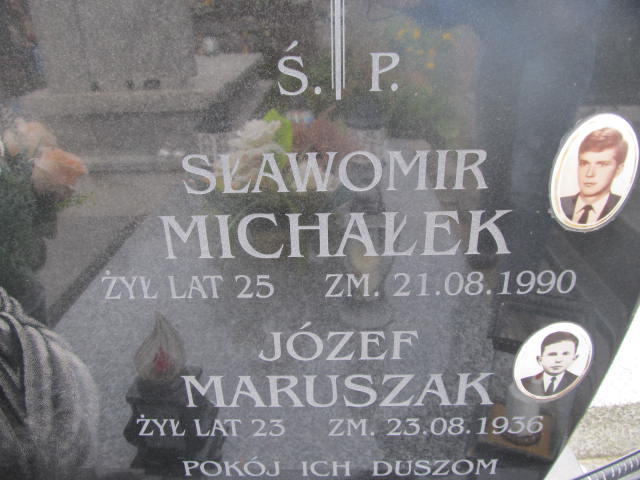 Ś. P.
SŁAWOMIR
MICHAŁEK
ŻYŁ LAT 25 ZM. 21.08.1990
JÓZEF
MARUSZAK
ŻYŁ LAT 23 ZM. 23.08.1936
POKÓJ ICH DUSZOM